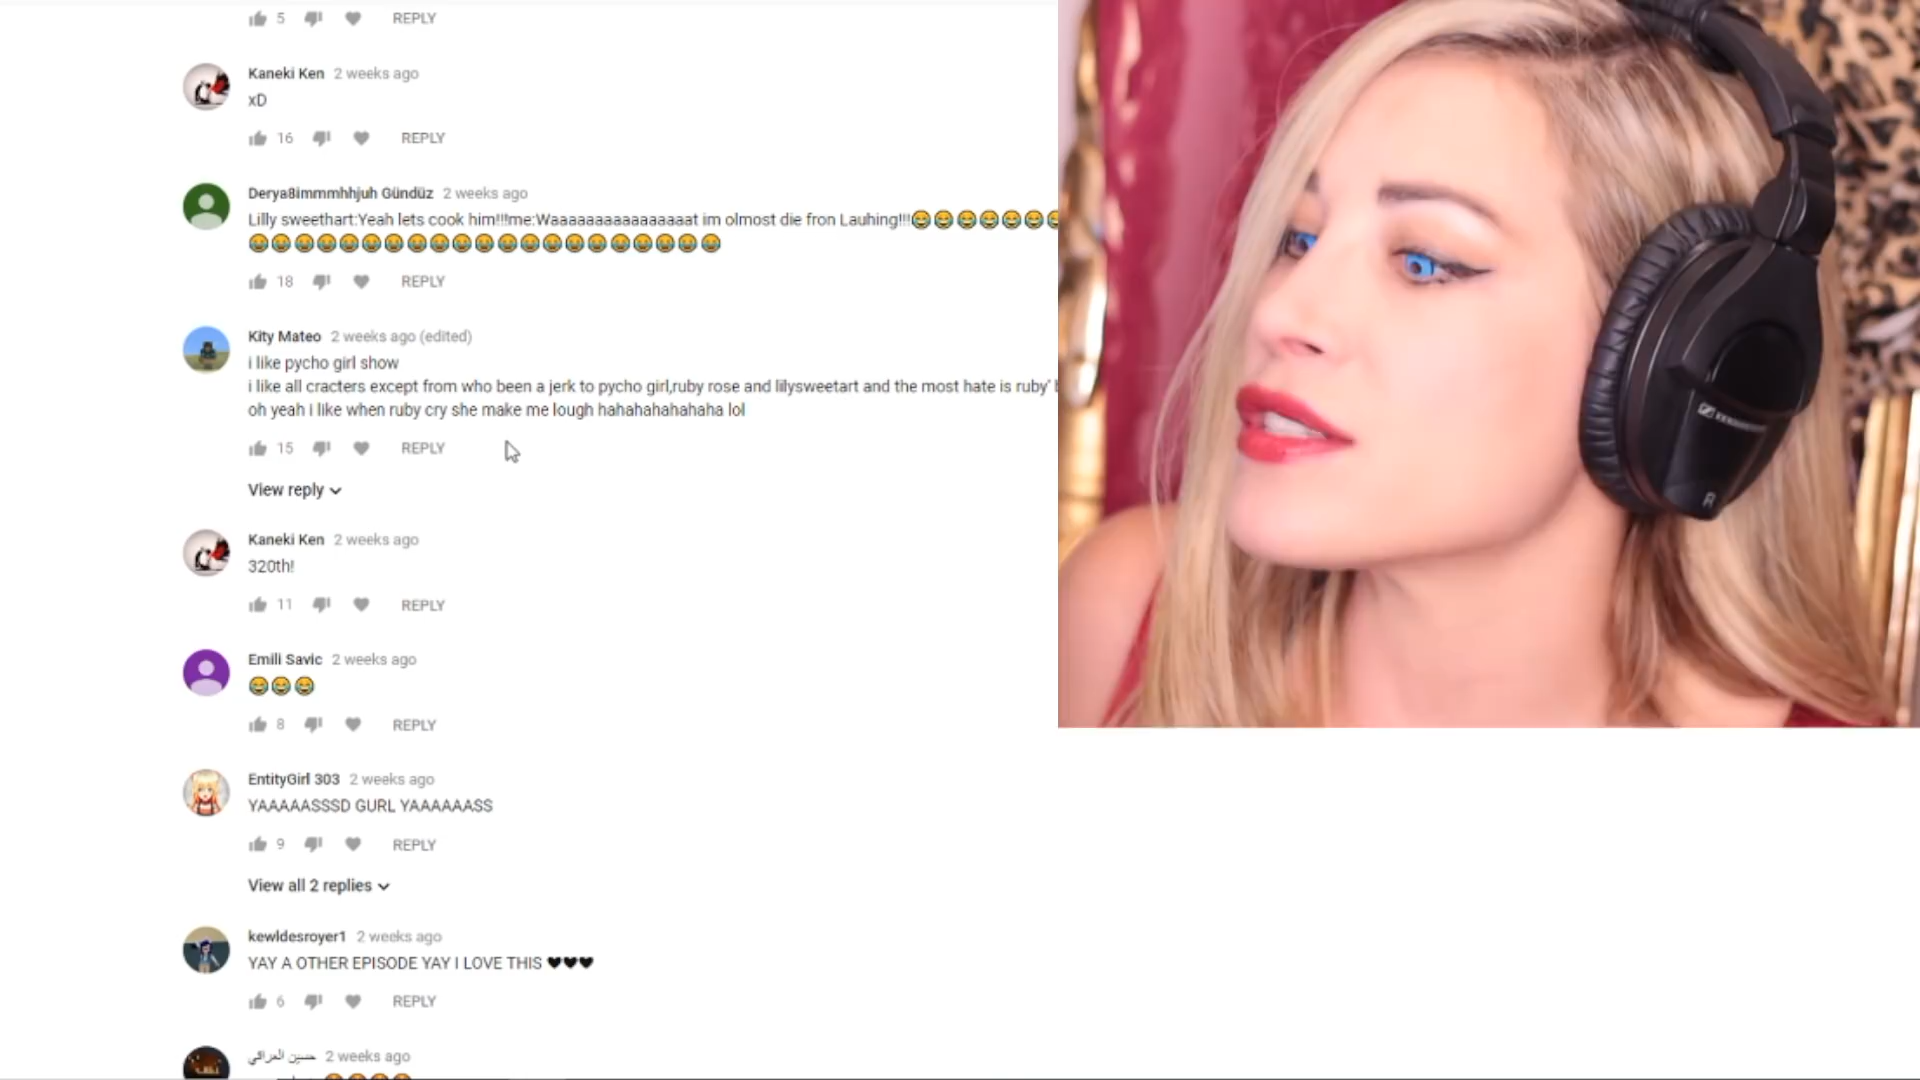 5 REPLY
Kaneki Ken 2 weeks ago
xD
16 REPLY
Derya8immmhhjuh Gündüz 2 weeks ago
Lilly sweethart:Yeah lets cook him!!!me:Waaaaaaaaaaaaaaaat im olmost die fron Lauhing!!!😂😂😂😂😂😂😂
😂😂😂😂😂😂😂😂😂😂😂😂😂😂😂😂😂😂😂😂😂
18 REPLY
Kity Mateo 2 weeks ago (edited)
i like pycho girl show
i like all cracters except from who been a jerk to pycho girl,ruby rose and lilysweetart and the most hate is ruby'
oh yeah i like when ruby cry she make me lough hahahahahahaha lol
15 REPLY
View reply
Kaneki Ken 2 weeks ago
320th!
11 REPLY
Emili Savic 2 weeks ago
😂😂😂
8 REPLY
EntityGirl 303 2 weeks ago
YAAAAASSSD GURL YAAAAAASS
9 REPLY
View all 2 replies
kewldesroyer1 2 weeks ago
YAY A OTHER EPISODE YAY I LOVE THIS ♥♥♥
6 REPLY
حسين العراقي 2 weeks ago
R